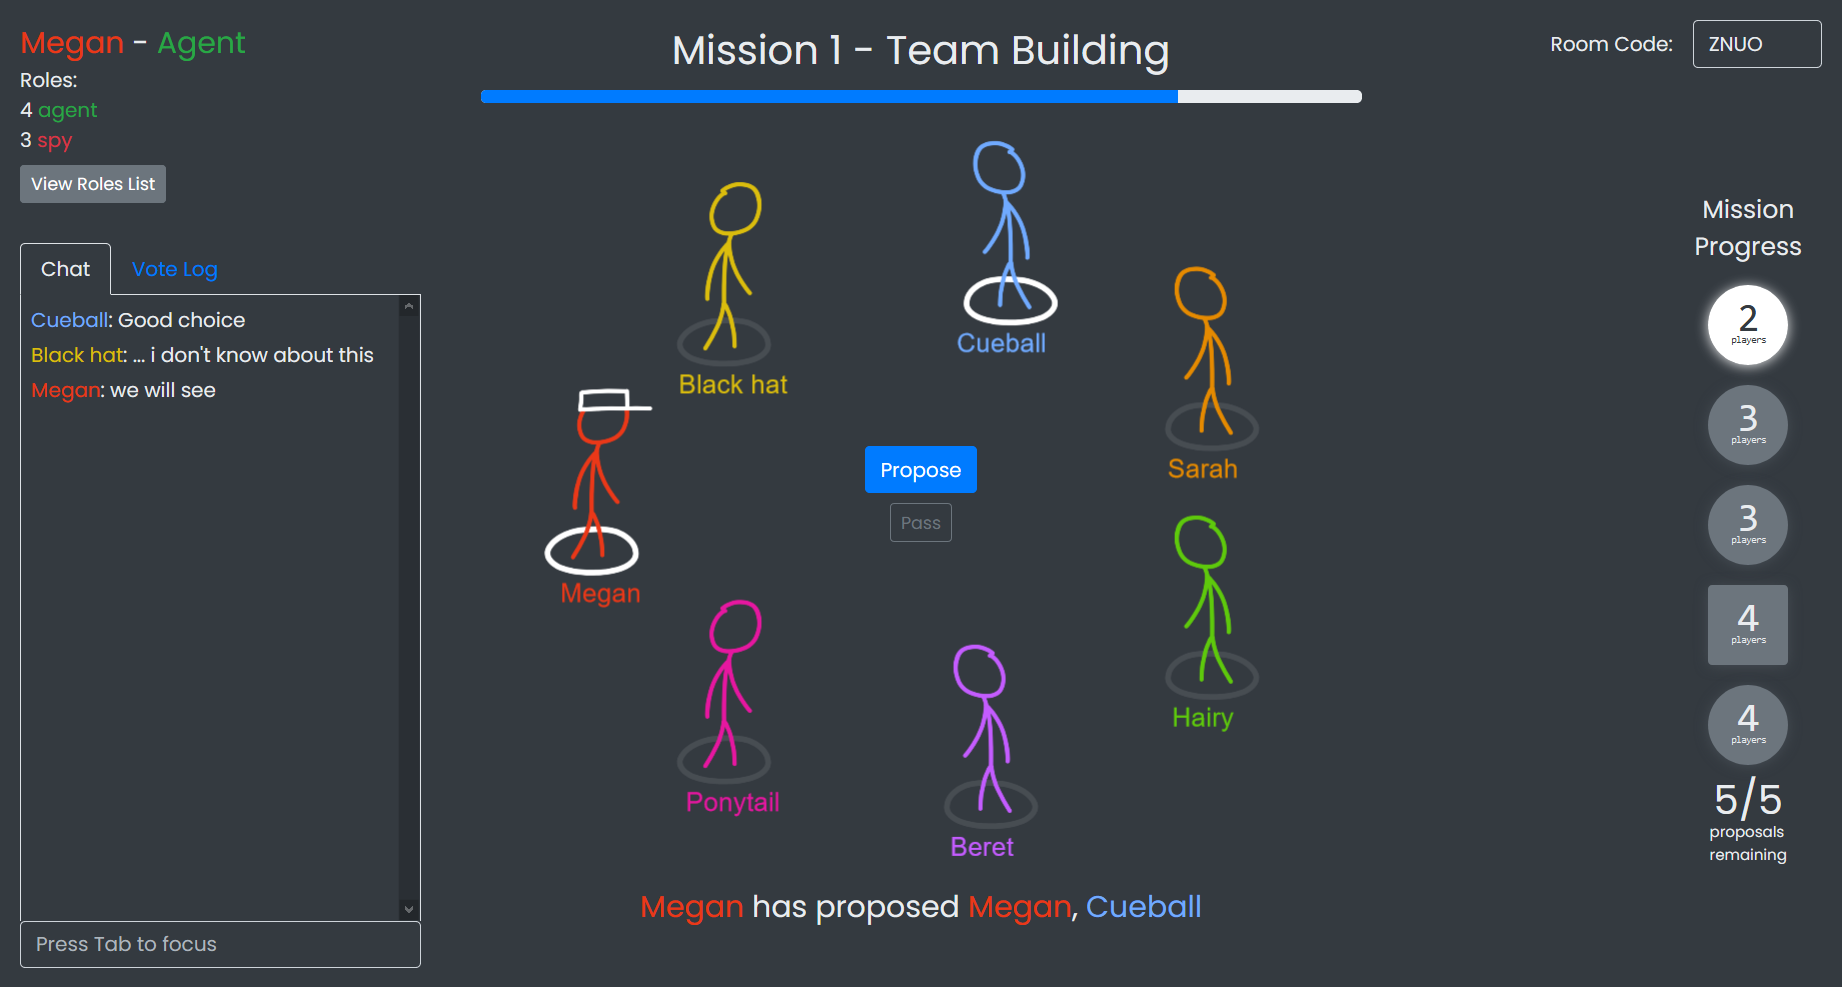 Megan - Agent
Roles:
4 agent
3 spy
View Roles List
Chat
Vote Log
Cueball: Good choice
Black hat: ... i don't know about this
Megan: we will see
Press Tab to focus
Mission 1 - Team Building
Cueball
Black hat
Sarah
Propose
Pass
Megan
Hairy
Ponytail
Beret
Megan has proposed Megan, Cueball
Room Code:
ZNUO
Mission
Progress
2
players
3
players
3
players
4
players
4
players
5/5
proposals
remaining